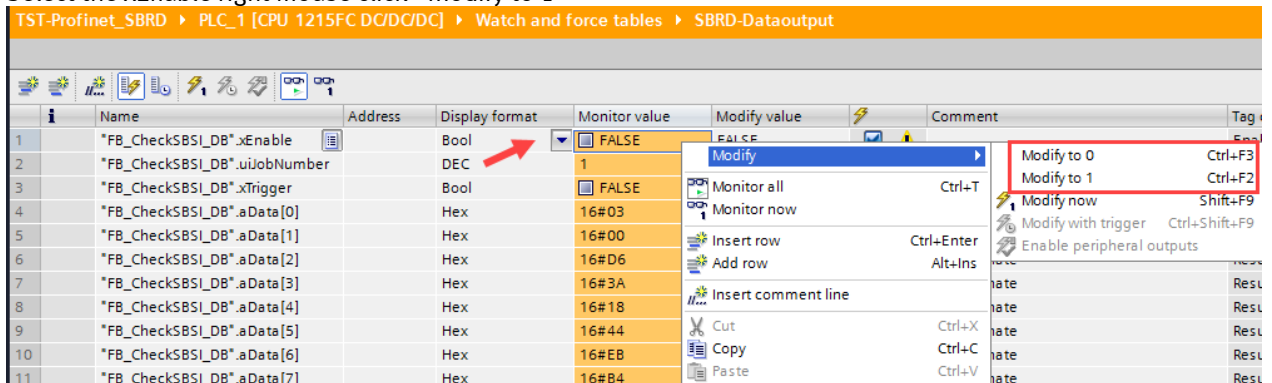 TST-Profinet_SBRD PLC_1 [CPU 1215FC DC/DC/DC] Watch and force tables SBRD-Dataoutput
i Name Address Display format Monitor value Modify value Comment Tag
1 "FB_CheckSBSI_DB".xEnable Bool FALSE FALSE
2 "FB_CheckSBSI_DB".uiJobNumber DEC 1
3 "FB_CheckSBSI_DB".xTrigger Bool FALSE
4 "FB_CheckSBSI_DB".aData[0] Hex 16#03
5 "FB_CheckSBSI_DB".aData[1] Hex 16#00
6 "FB_CheckSBSI_DB".aData[2] Hex 16#D6
7 "FB_CheckSBSI_DB".aData[3] Hex 16#3A
8 "FB_CheckSBSI_DB".aData[4] Hex 16#18
9 "FB_CheckSBSI_DB".aData[5] Hex 16#44
10 "FB_CheckSBSI_DB".aData[6] Hex 16#EB
11 "FB_CheckSBSI_DB".aData[7] Hex 16#B4
Modify
Monitor all Ctrl+T
Monitor now
Insert row Ctrl+Enter
Add row Alt+Ins
Insert comment line
Cut Ctrl+X
Copy Ctrl+C
Paste Ctrl+V
Modify to 0 Ctrl+F3
Modify to 1 Ctrl+F2
Modify now Shift+F9
Modify with trigger Ctrl+Shift+F9
Enable peripheral outputs